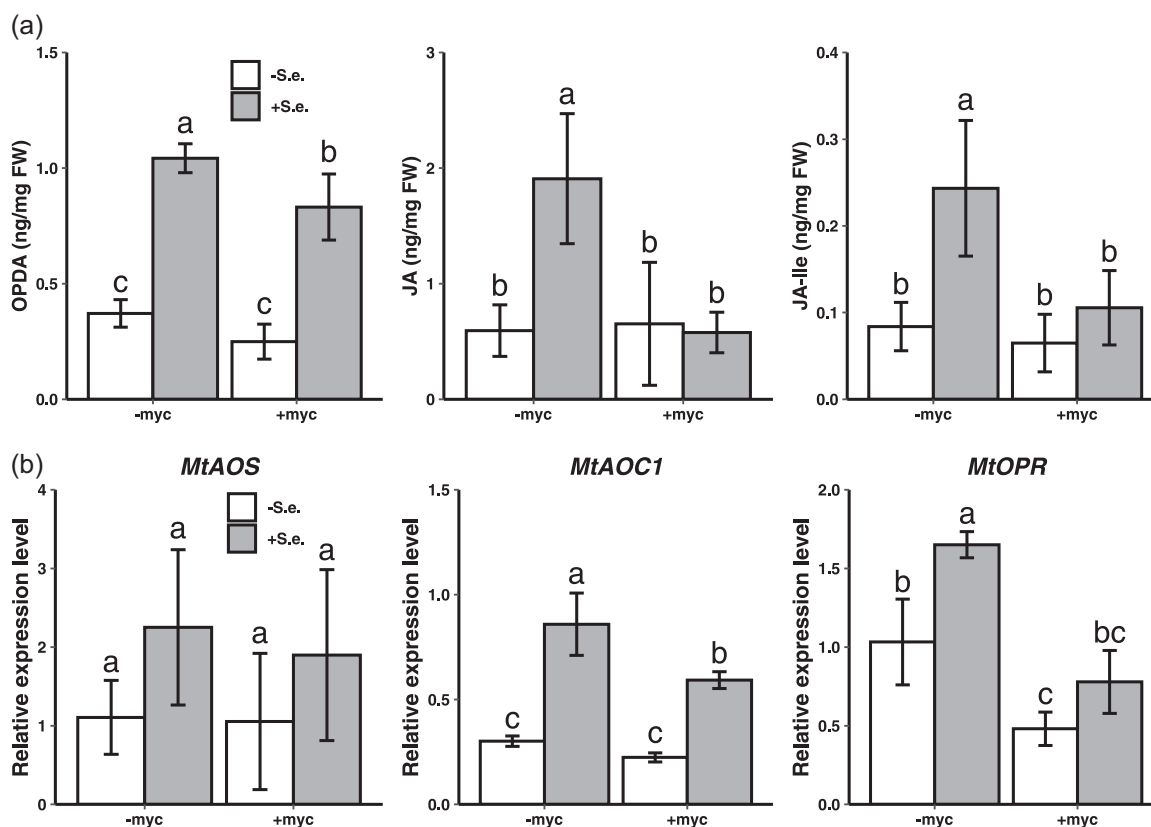 (a)
OPDA (ng/mg FW)
1.5
1.0
0.5
0.0
-S.e.
+S.e.
c
a
c
b
-myc
+myc
JA (ng/mg FW)
3
2
1
0
b
a
b
b
-myc
+myc
JA-Ile (ng/mg FW)
0.4
0.3
0.2
0.1
0.0
b
a
b
b
-myc
+myc
(b)
MtAOS
Relative expression level
4
3
2
1
0
-S.e.
+S.e.
a
a
a
a
-myc
+myc
MtAOC1
Relative expression level
1.5
1.0
0.5
0.0
c
a
c
b
-myc
+myc
MtOPR
Relative expression level
2.0
1.5
1.0
0.5
0.0
b
a
c
bc
-myc
+myc